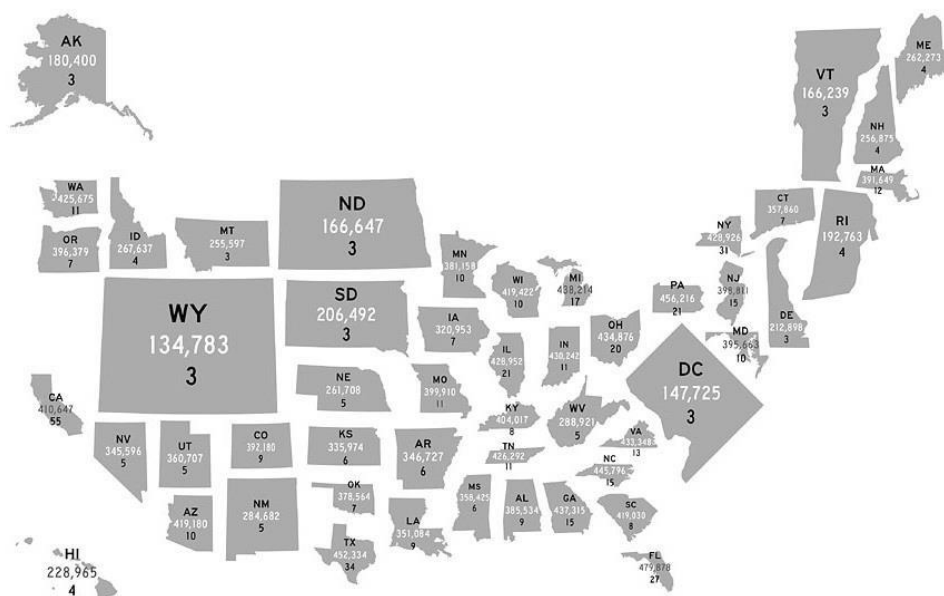 AK
180,400
3
VT
166,239
3
ME
262,273
4
NH
256,875
4
MA
391,649
12
WA
425,675
11
OR
396,379
7
ID
267,637
4
MT
255,597
3
ND
166,647
3
MN
381,158
10
WI
419,422
10
MI
438,214
17
NY
428,926
31
CT
357,860
7
RI
192,763
4
WY
134,783
3
SD
206,492
3
IA
320,953
7
IL
428,952
21
IN
430,242
11
OH
434,876
20
PA
456,216
21
NJ
398,811
15
MD
395,663
10
DE
212,898
3
DC
147,725
3
CA
410,647
55
NE
261,708
5
MO
399,910
11
KY
404,017
8
WV
288,921
5
VA
433,348
13
NV
345,596
5
UT
360,707
5
CO
392,180
9
KS
335,974
6
AR
346,727
6
TN
426,292
11
NC
445,796
15
AZ
419,180
10
NM
284,682
5
OK
378,564
7
TX
452,334
34
LA
351,084
9
MS
358,425
6
AL
385,534
9
GA
437,315
15
SC
419,030
8
FL
479,878
27
HI
228,965
4